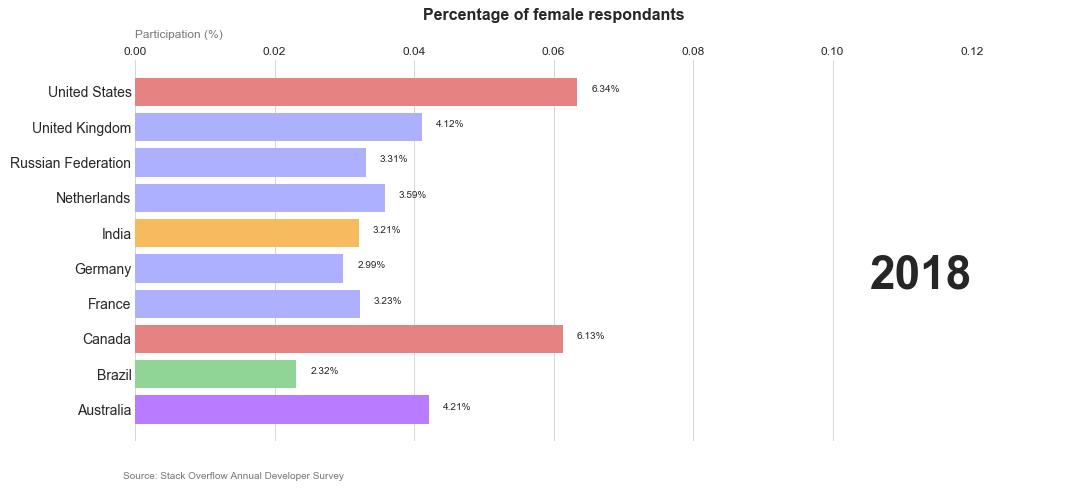 Percentage of female respondants
Participation (%)
0.00 0.02 0.04 0.06 0.08 0.10 0.12
United States 6.34%
United Kingdom 4.12%
Russian Federation 3.31%
Netherlands 3.59%
India 3.21%
Germany 2.99%
2018
France 3.23%
Canada 6.13%
Brazil 2.32%
Australia 4.21%
Source: Stack Overflow Annual Developer Survey